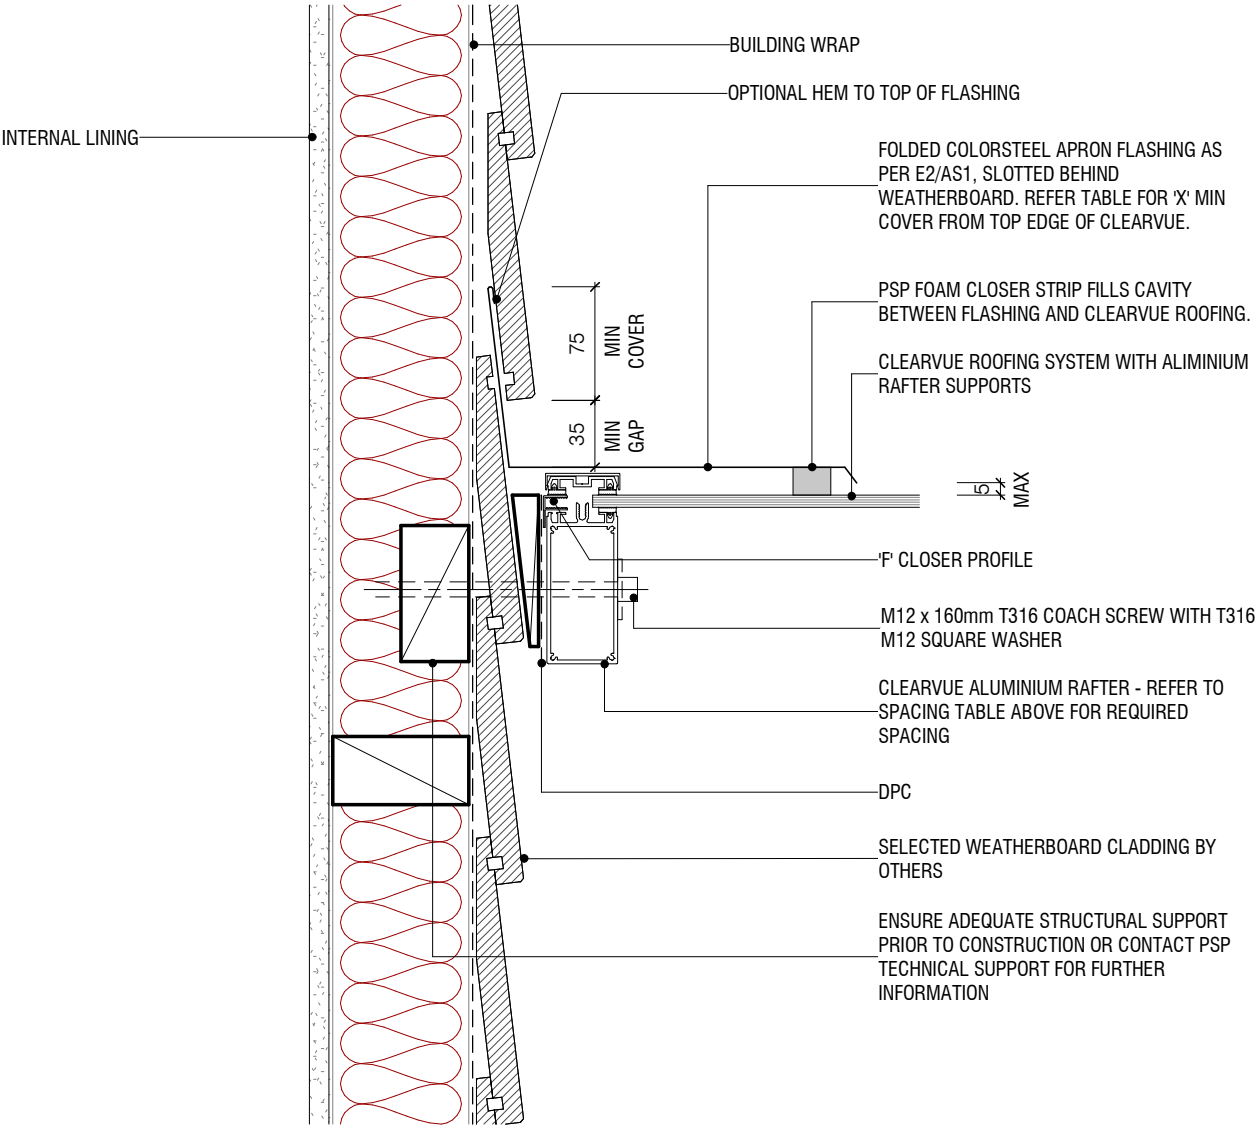 BUILDING WRAP
OPTIONAL HEM TO TOP OF FLASHING
INTERNAL LINING
FOLDED COLORSTEEL APRON FLASHING AS
PER E2/AS1, SLOTTED BEHIND
WEATHERBOARD. REFER TABLE FOR 'X' MIN
COVER FROM TOP EDGE OF CLEARVUE.
PSP FOAM CLOSER STRIP FILLS CAVITY
BETWEEN FLASHING AND CLEARVUE ROOFING.
75
MIN
COVER
CLEARVUE ROOFING SYSTEM WITH ALIMINIUM
RAFTER SUPPORTS
35
MIN
GAP
5
MAX
'F' CLOSER PROFILE
M12 x 160mm T316 COACH SCREW WITH T316
M12 SQUARE WASHER
CLEARVUE ALUMINIUM RAFTER - REFER TO
SPACING TABLE ABOVE FOR REQUIRED
SPACING
DPC
SELECTED WEATHERBOARD CLADDING BY
OTHERS
ENSURE ADEQUATE STRUCTURAL SUPPORT
PRIOR TO CONSTRUCTION OR CONTACT PSP
TECHNICAL SUPPORT FOR FURTHER
INFORMATION